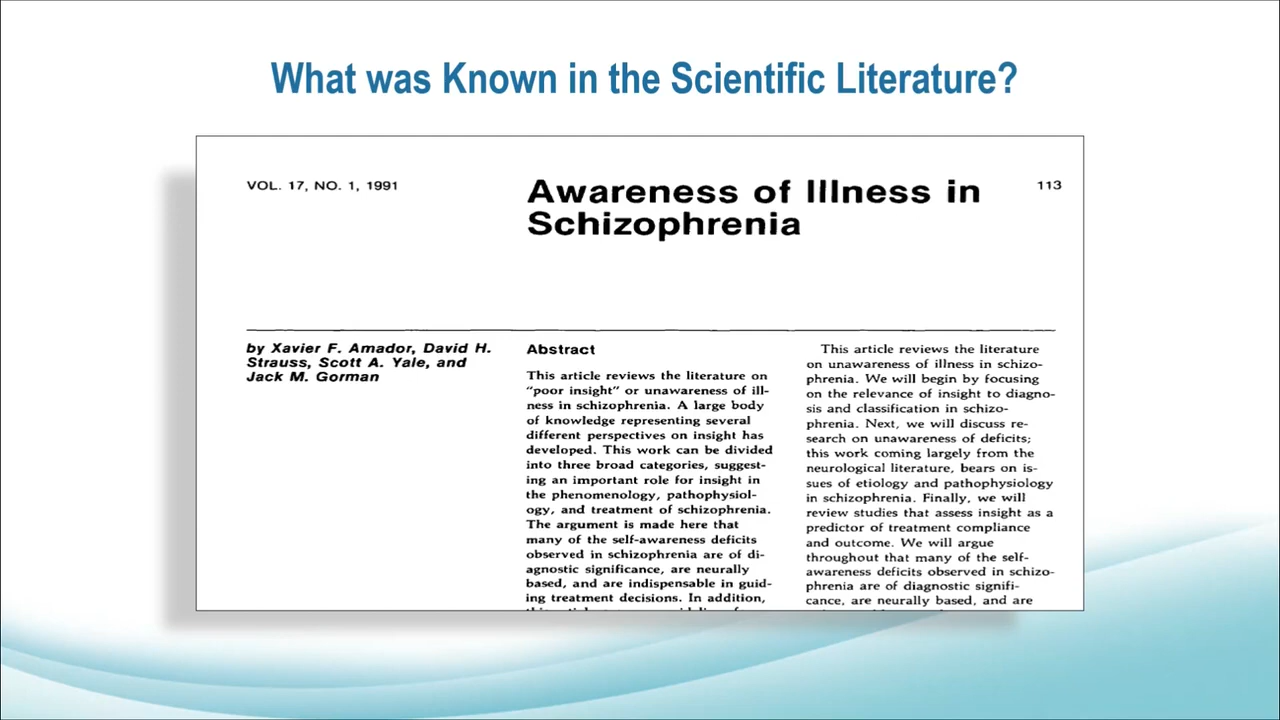 What was Known in the Scientific Literature?
VOL. 17, NO. 1, 1991
Awareness of Illness in
Schizophrenia
113
by Xavier F. Amador, David H.
Strauss, Scott A. Yale, and
Jack M. Gorman
Abstract
This article reviews the literature on
“poor insight” or unawareness of ill-
ness in schizophrenia. A large body
of knowledge representing several
different perspectives on insight has
developed. This work can be divided
into three broad categories, suggest-
ing an important role for insight in
the phenomenology, pathophysiol-
ogy, and treatment of schizophrenia.
The argument is made here that
many of the self-awareness deficits
observed in schizophrenia are of di-
agnostic significance, are neurally
based, and are indispensable in guid-
ing treatment decisions. In addition,
This article reviews the literature
on unawareness of illness in schizo-
phrenia. We will begin by focusing
on the relevance of insight to diagno-
sis and classification in schizo-
phrenia. Next, we will discuss re-
search on unawareness of deficits;
this work coming largely from the
neurological literature, bears on is-
sues of etiology and pathophysiology
in schizophrenia. Finally, we will
review studies that assess insight as a
predictor of treatment compliance
and outcome. We will argue
throughout that many of the self-
awareness deficits observed in schizo-
phrenia are of diagnostic signifi-
cance, are neurally based, and are